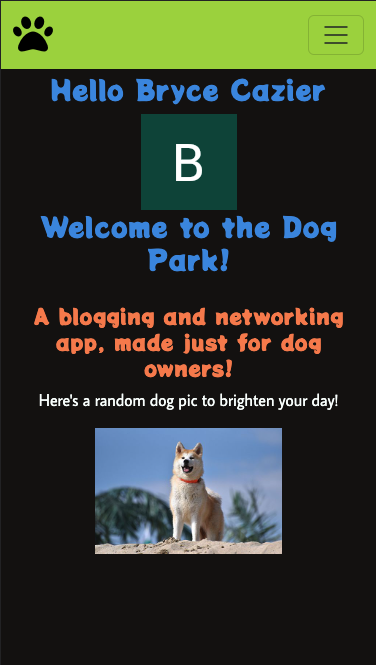 Hello Bryce Cazier
B
Welcome to the Dog
Park!
A blogging and networking
app, made just for dog
owners!
Here's a random dog pic to brighten your day!